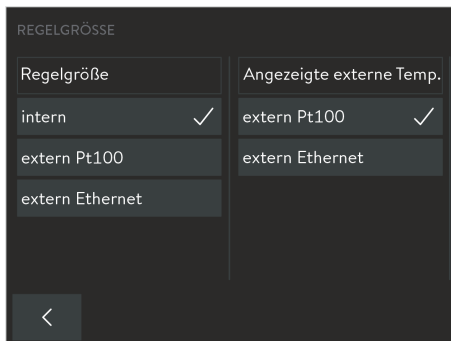 REGELGRÖSSE
Regelgröße
intern
extern Pt100
extern Ethernet
Angezeigte externe Temp.
extern Pt100
extern Ethernet